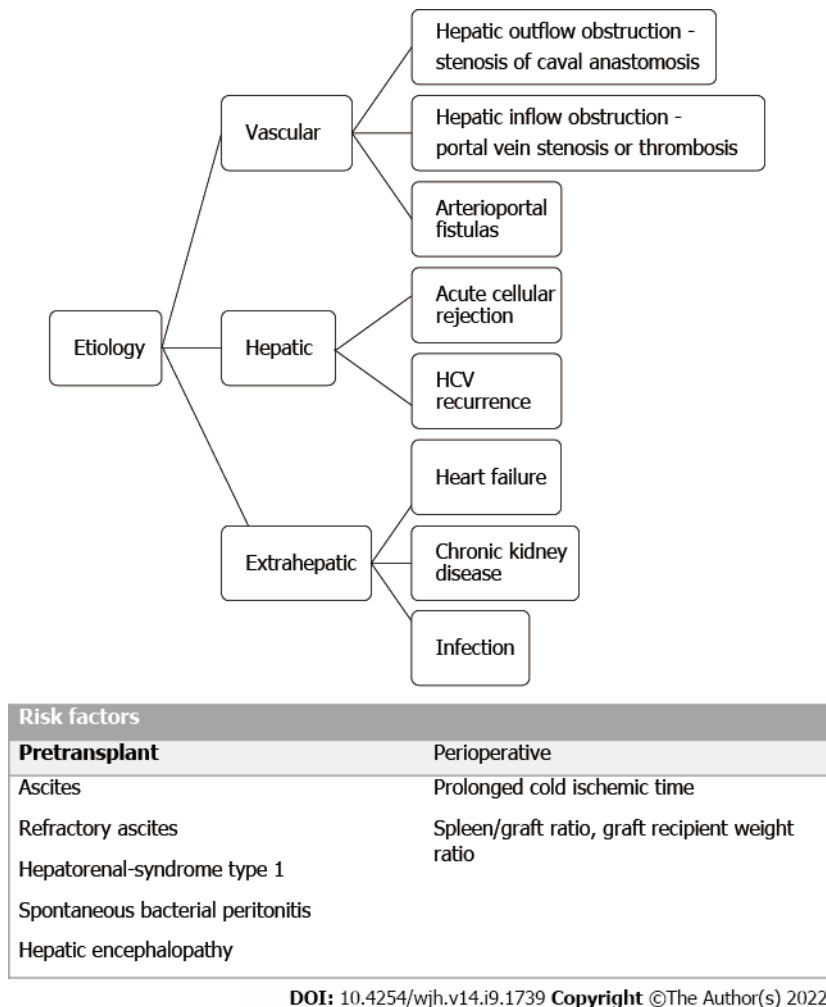 Hepatic outflow obstruction -
stenosis of caval anastomosis
Vascular
Hepatic inflow obstruction -
portal vein stenosis or thrombosis
Arterioportal
fistulas
Etiology
Hepatic
Acute cellular
rejection
HCV
recurrence
Extrahepatic
Heart failure
Chronic kidney
disease
Infection
Risk factors
Pretransplant
Perioperative
Ascites
Prolonged cold ischemic time
Refractory ascites
Spleen/graft ratio, graft recipient weight
ratio
Hepatorenal-syndrome type 1
Spontaneous bacterial peritonitis
Hepatic encephalopathy
DOI: 10.4254/wjh.v14.i9.1739 Copyright ©The Author(s) 2022